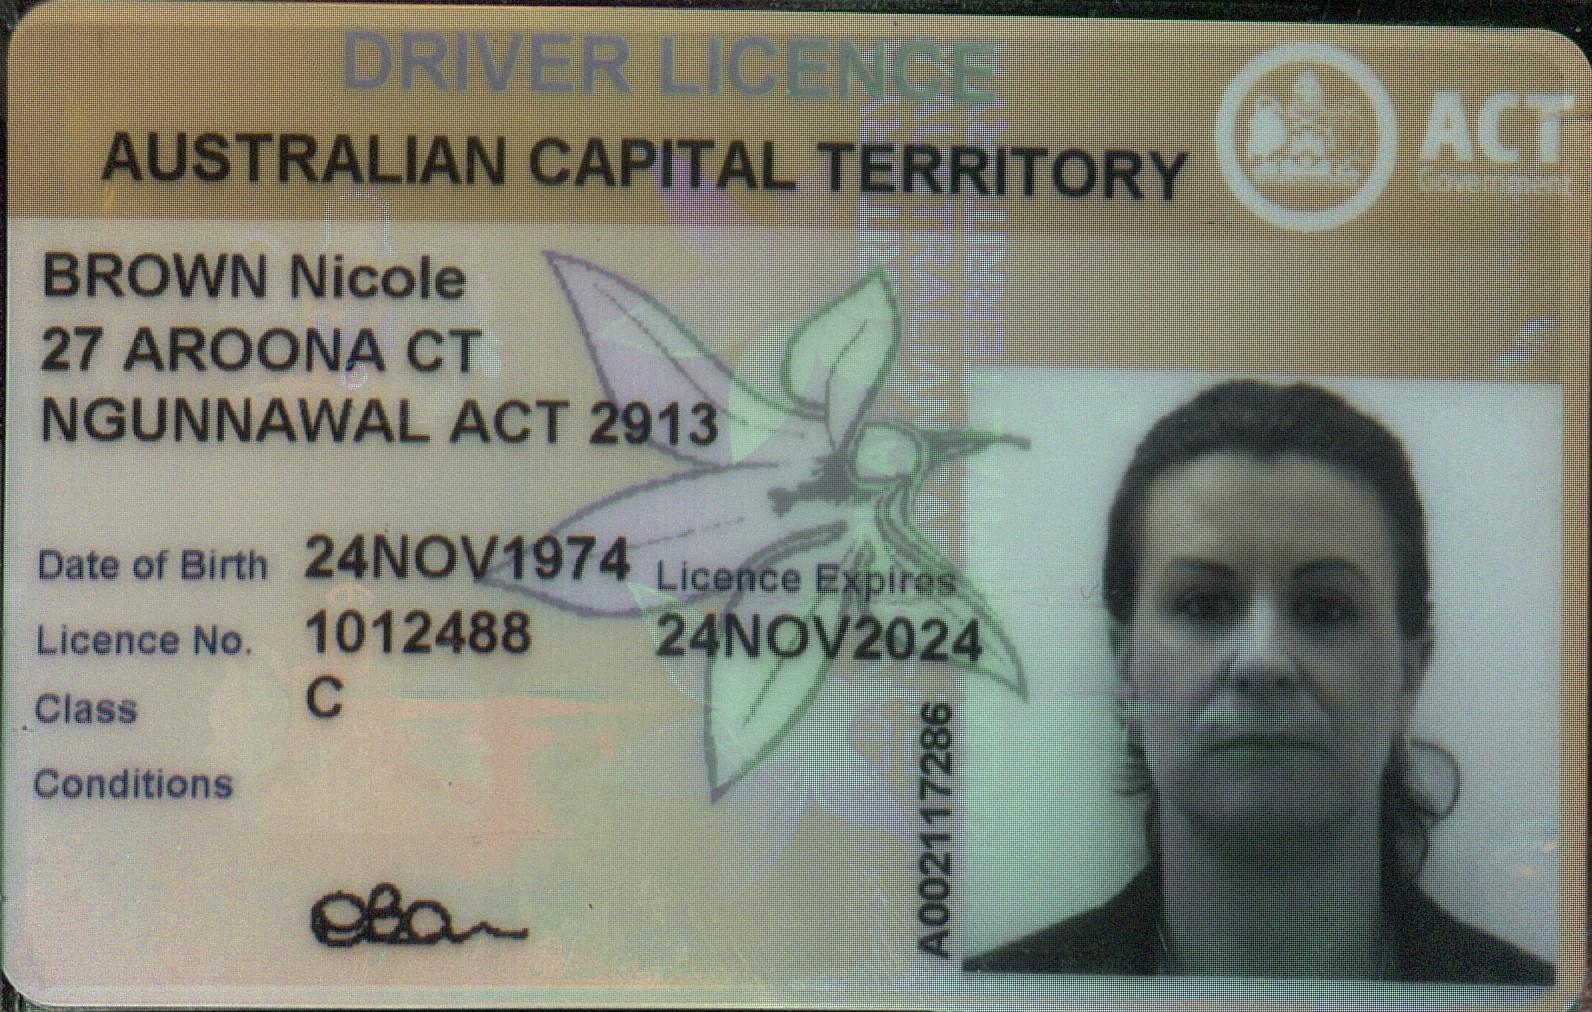 DRIVER LICENCE
AUSTRALIAN CAPITAL TERRITORY
ACT
Government
BROWN Nicole
27 AROONA CT
NGUNNAWAL ACT 2913
Date of Birth 24NOV1974
Licence Expires
Licence No. 1012488
24NOV2024
Class C
Conditions
A002117286